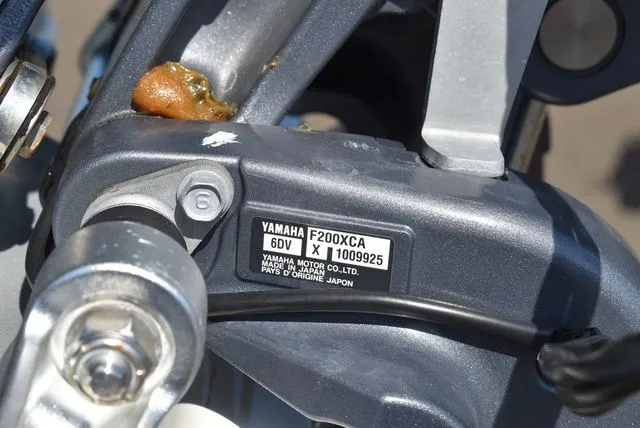 YAMAHA F200XCA
6DV X 1009925
YAMAHA MOTOR CO.,LTD.
MADE IN JAPAN
PAYS D'ORIGINE JAPON
6